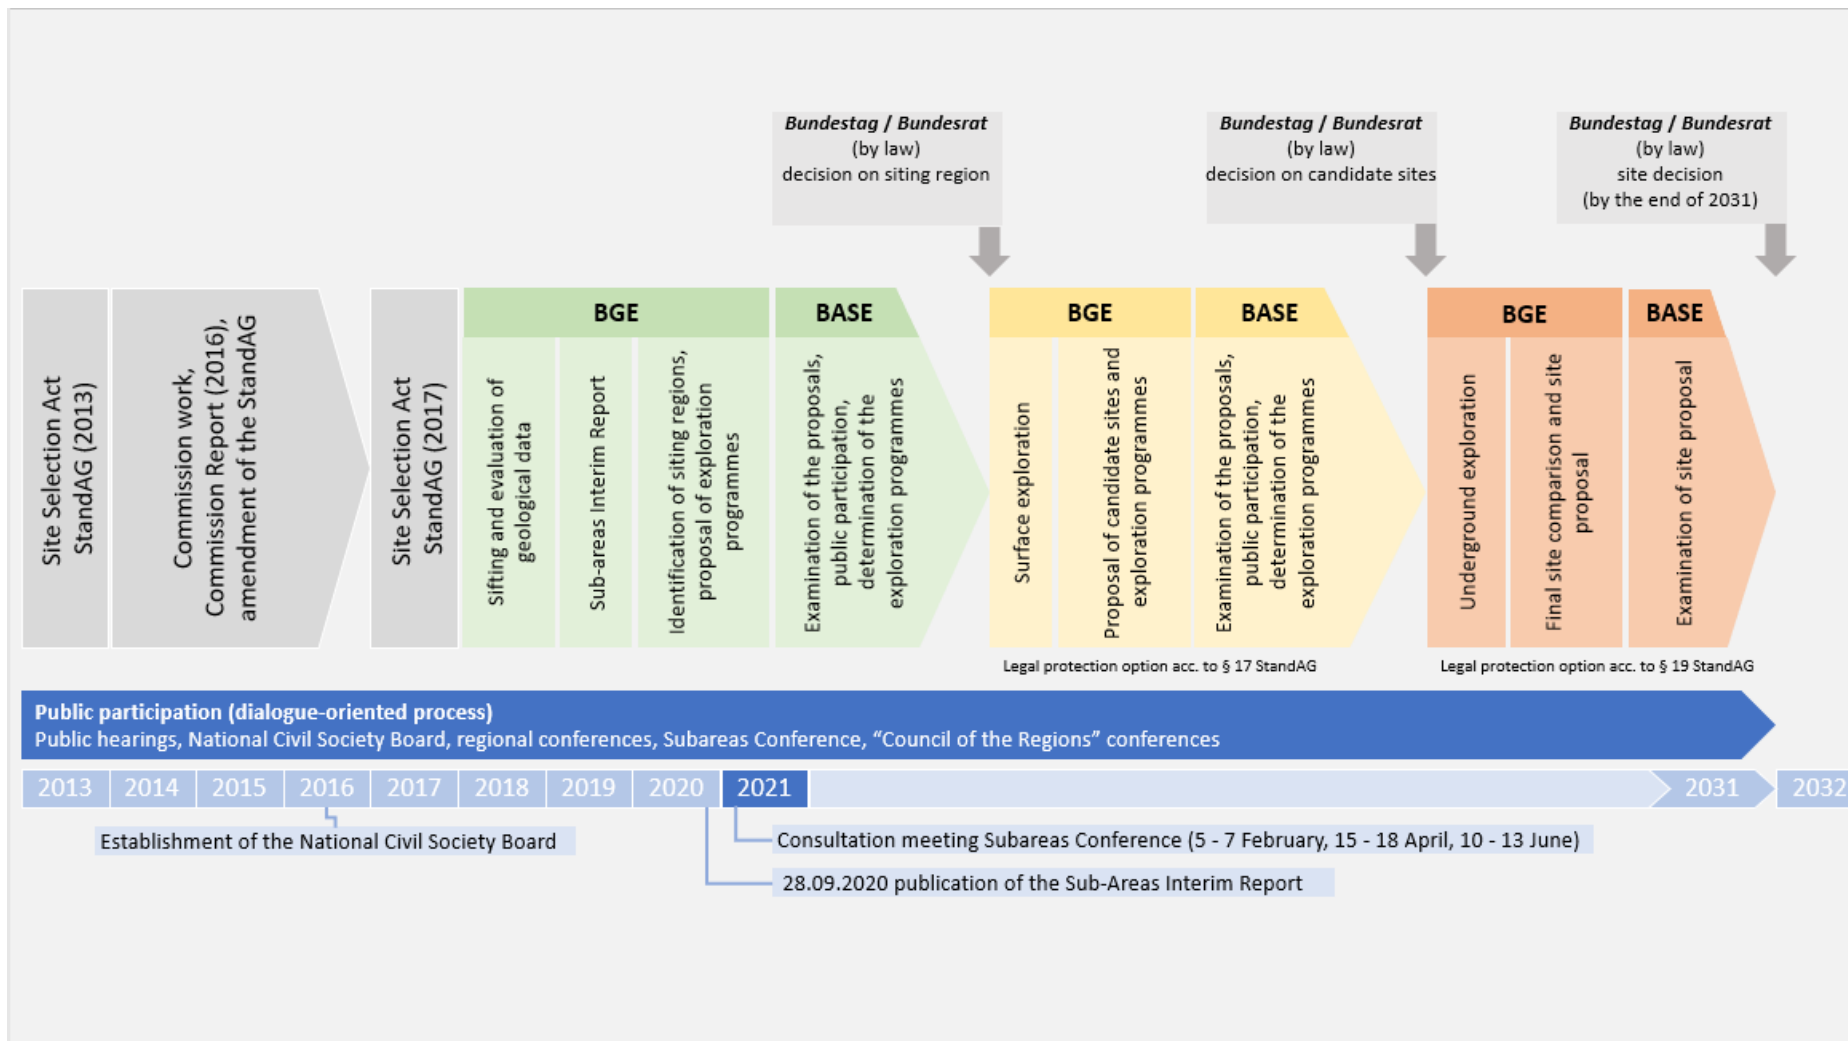 Bundestag / Bundesrat
(by law)
decision on siting region
Bundestag / Bundesrat
(by law)
decision on candidate sites
Bundestag / Bundesrat
(by law)
site decision
(by the end of 2031)
Site Selection Act
StandAG (2013)
Commission work,
Commission Report (2016),
amendment of the StandAG
Site Selection Act
StandAG (2017)
BGE
Sifting and evaluation of
geological data
Sub-areas Interim Report
Identification of siting regions,
proposal of exploration
programmes
BASE
Examination of the proposals,
public participation,
determination of the
exploration programmes
BGE
Surface exploration
Proposal of candidate sites and
exploration programmes
BASE
Examination of the proposals,
public participation,
determination of the
exploration programmes
BGE
Underground exploration
Final site comparison and site
proposal
BASE
Examination of site proposal
Legal protection option acc. to § 17 StandAG
Legal protection option acc. to § 19 StandAG
Public participation (dialogue-oriented process)
Public hearings, National Civil Society Board, regional conferences, Subareas Conference, “Council of the Regions” conferences
2013 2014 2015 2016 2017 2018 2019 2020 2021 2031 2032
Establishment of the National Civil Society Board
Consultation meeting Subareas Conference (5 - 7 February, 15 - 18 April, 10 - 13 June)
28.09.2020 publication of the Sub-Areas Interim Report